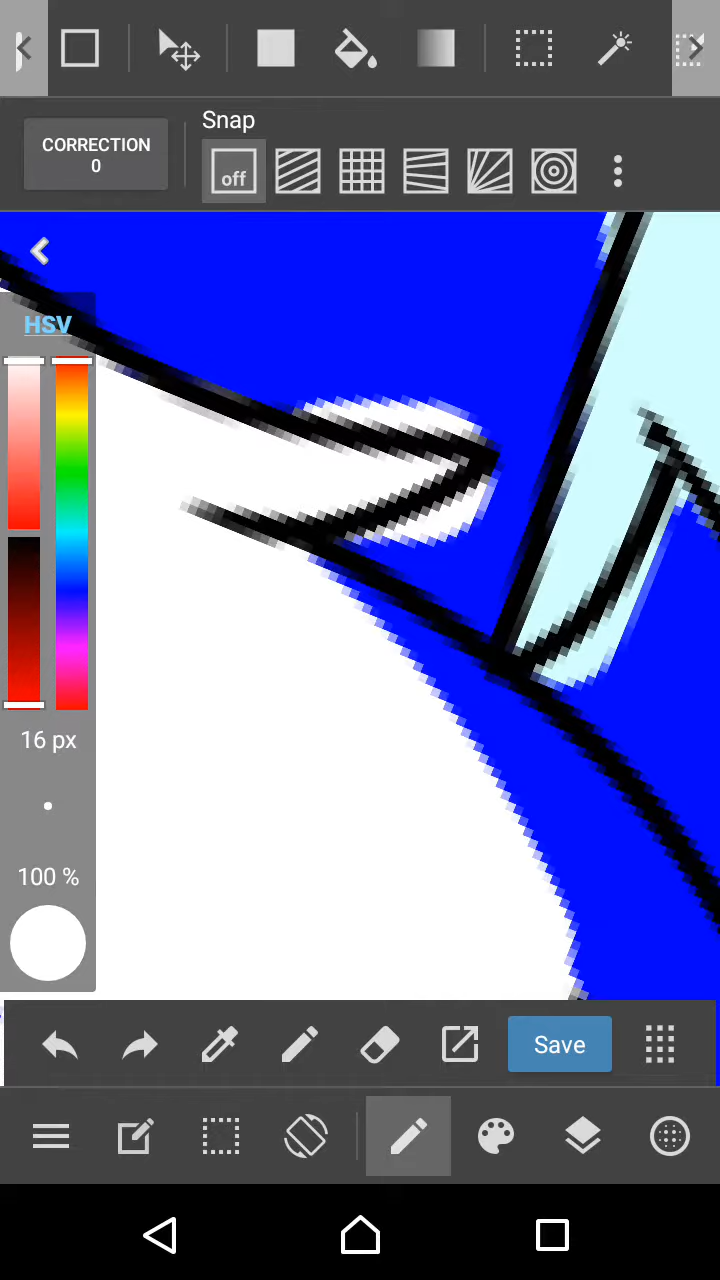 Snap
CORRECTION
0
off
HSV
16 px
100 %
Save